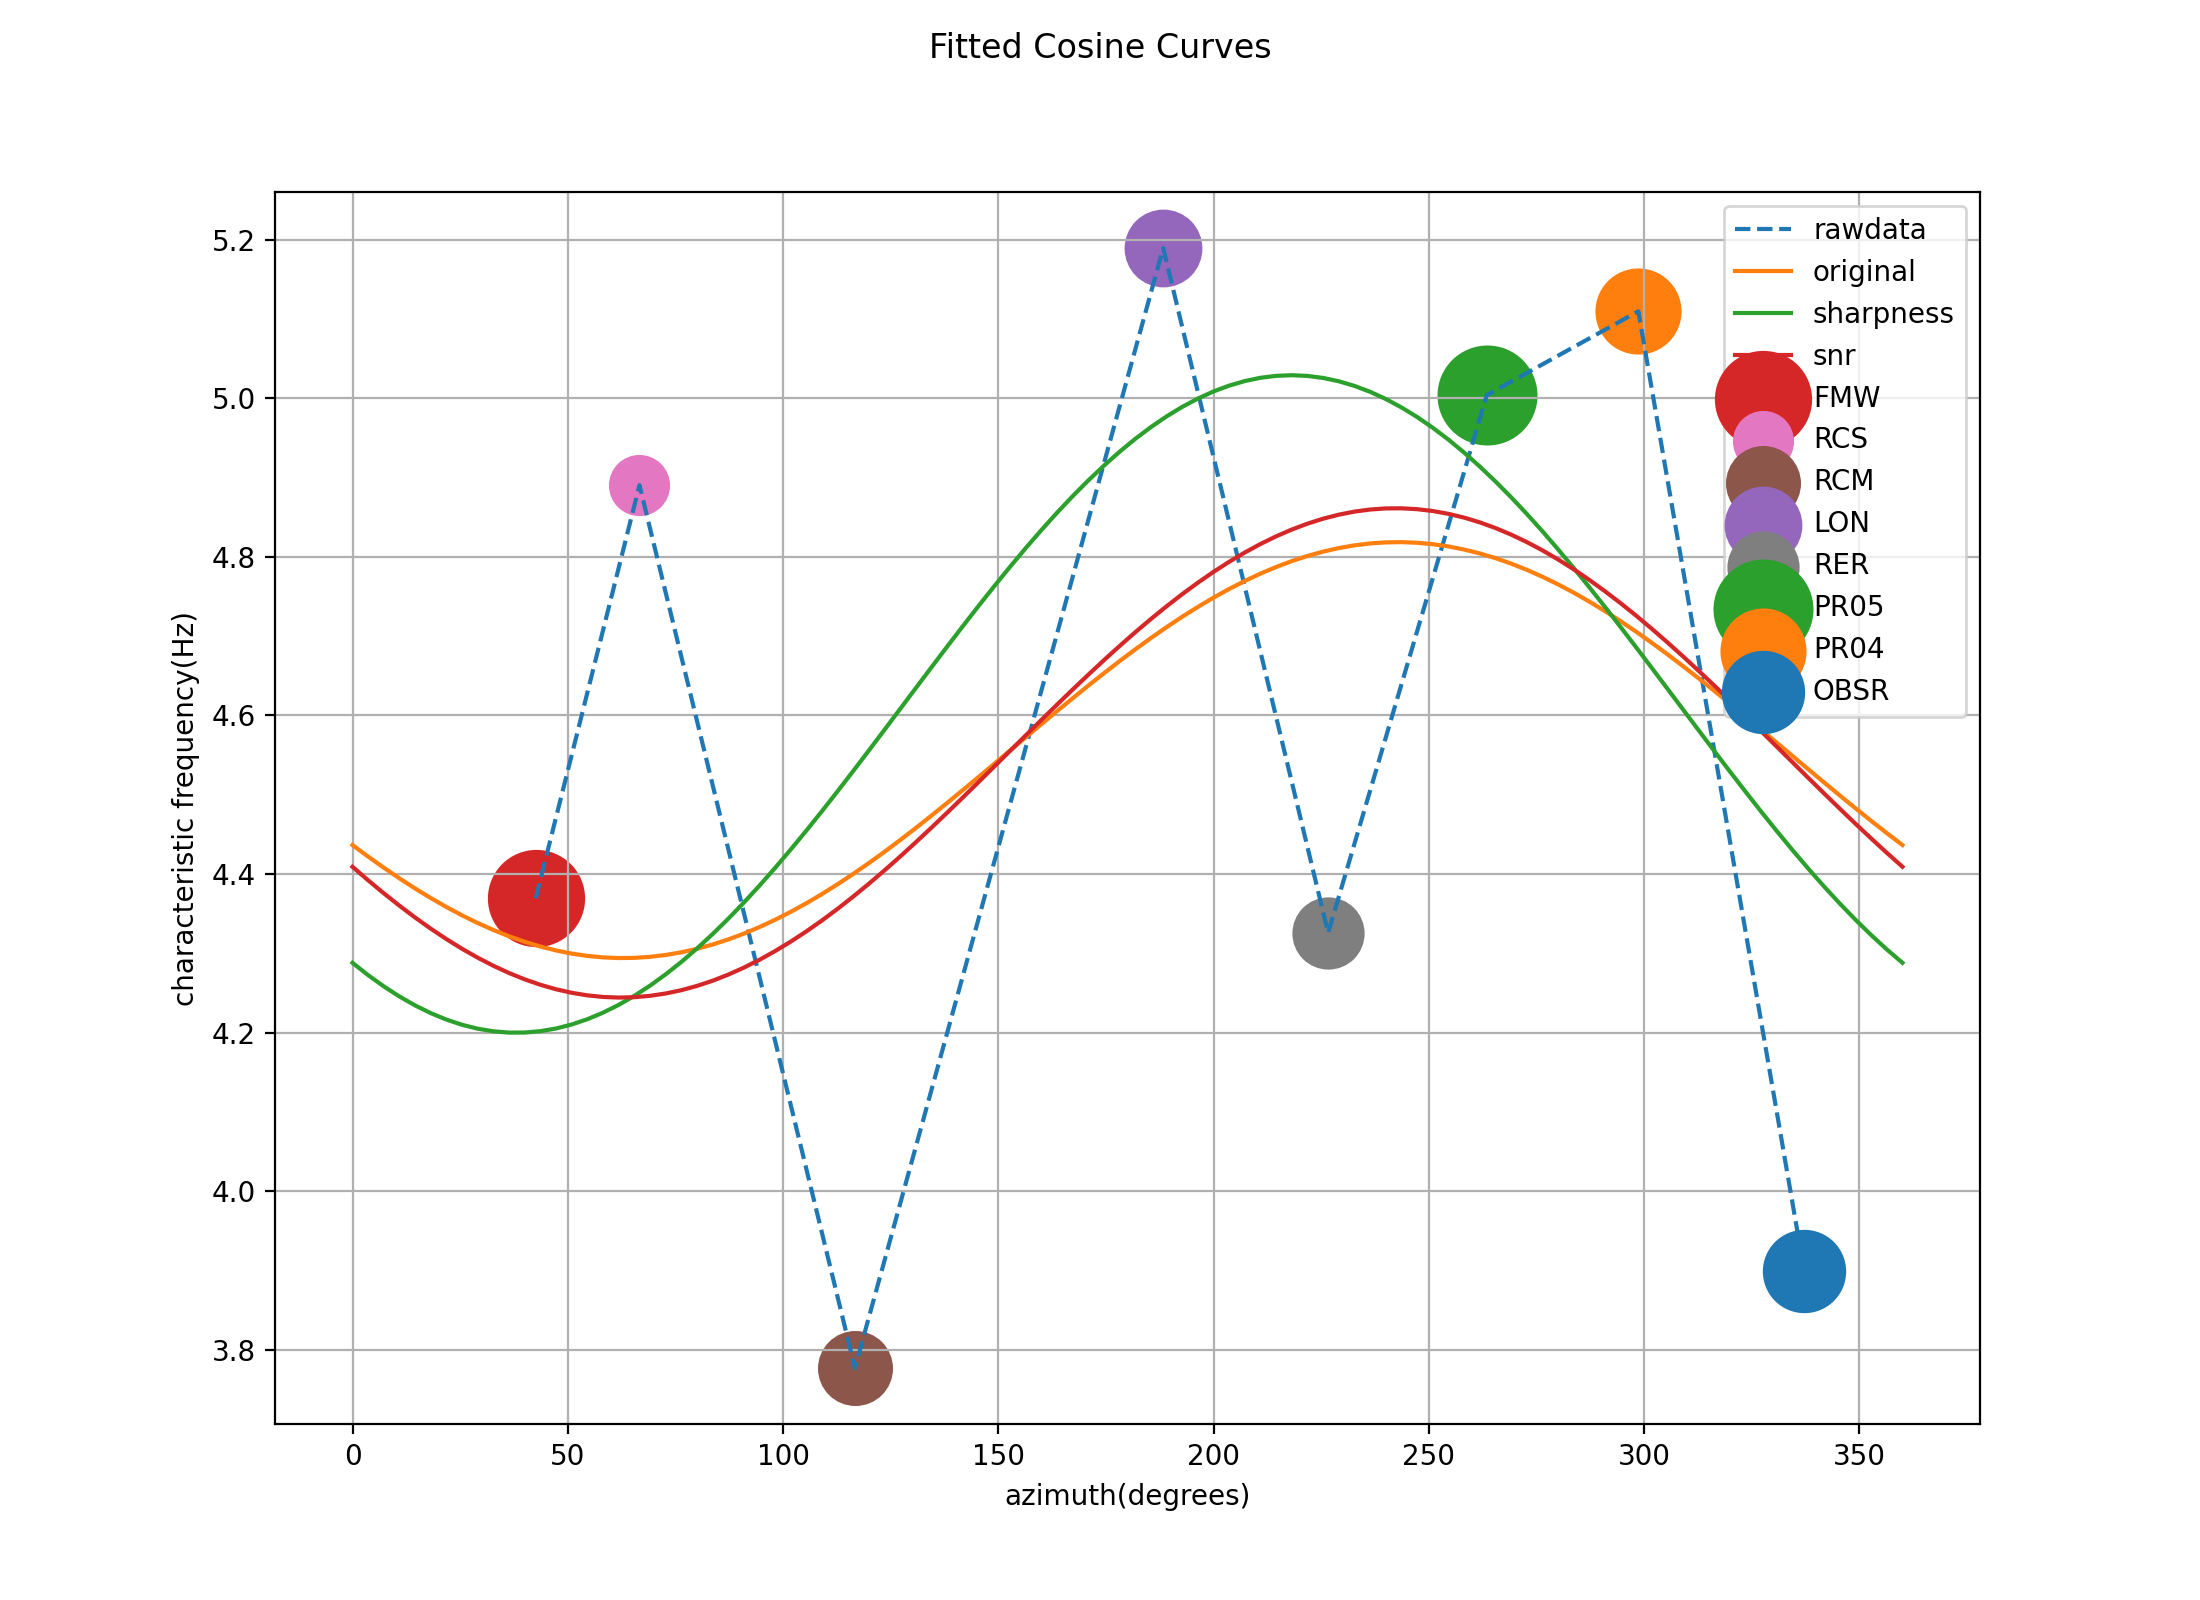 Fitted Cosine Curves
5.2
5.0
4.8
4.6
4.4
4.2
4.0
3.8
characteristic frequency(Hz)
rawdata
original
sharpness
snr
FMW
RCS
RCM
LON
RER
PR05
PR04
OBSR
0 50 100 150 200 250 300 350
azimuth(degrees)